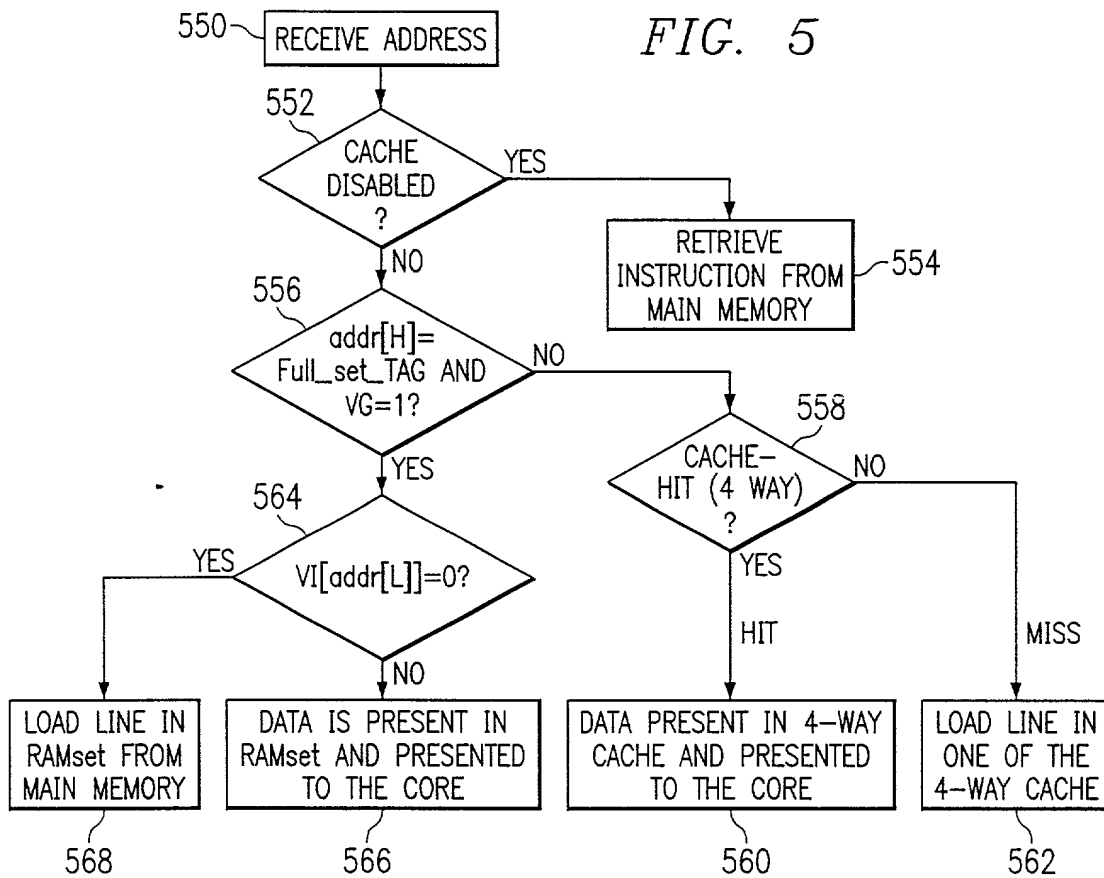 FIG. 5
550
RECEIVE ADDRESS
552
CACHE
DISABLED
?
YES
NO
RETRIEVE
INSTRUCTION FROM
MAIN MEMORY
554
556
addr[H]=
Full_set_TAG AND
VG=1?
NO
YES
558
CACHE-
HIT (4 WAY)
?
NO
YES
564
VI[addr[L]]=0?
YES
NO
HIT
MISS
LOAD LINE IN
RAMset FROM
MAIN MEMORY
DATA IS PRESENT IN
RAMset AND PRESENTED
TO THE CORE
DATA PRESENT IN 4-WAY
CACHE AND PRESENTED
TO THE CORE
LOAD LINE IN
ONE OF THE
4-WAY CACHE
568
566
560
562